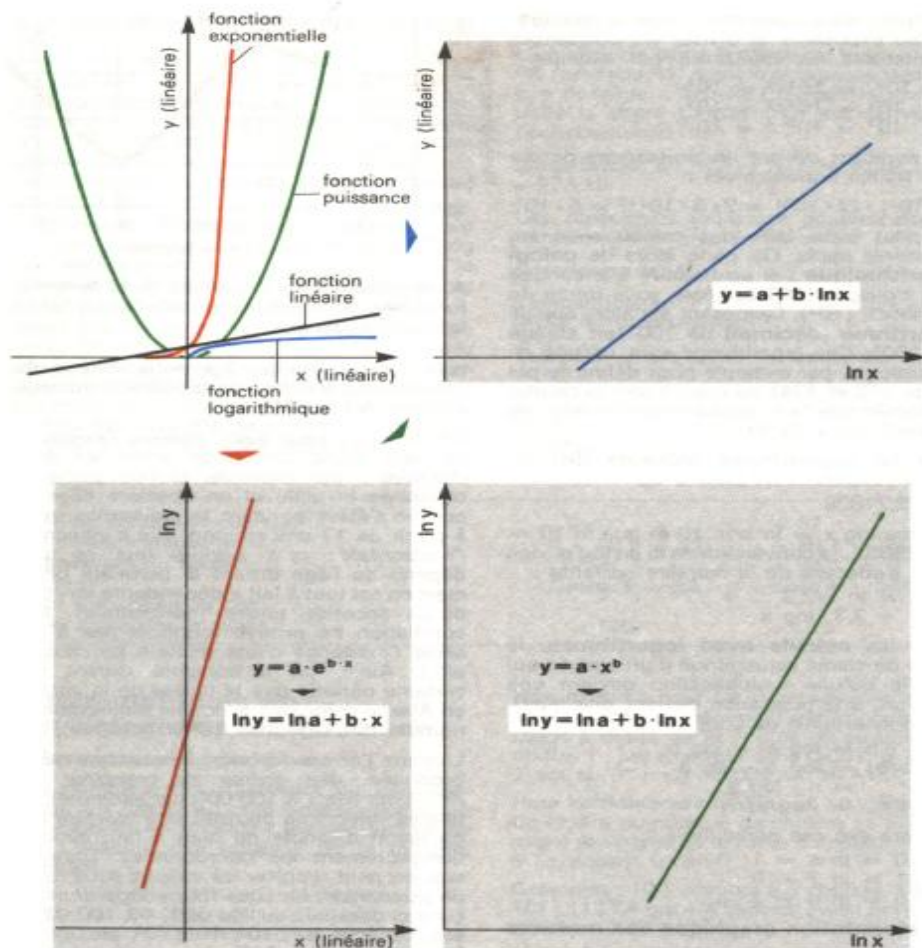 fonction
exponentielle
y (linéaire)
fonction
puissance
fonction
linéaire
x (linéaire)
fonction
logarithmique
y (linéaire)
y = a + b · ln x
ln x
ln y
y = a · e^b · x
ln y = ln a + b · x
x (linéaire)
ln y
y = a · x^b
ln y = ln a + b · ln x
ln x